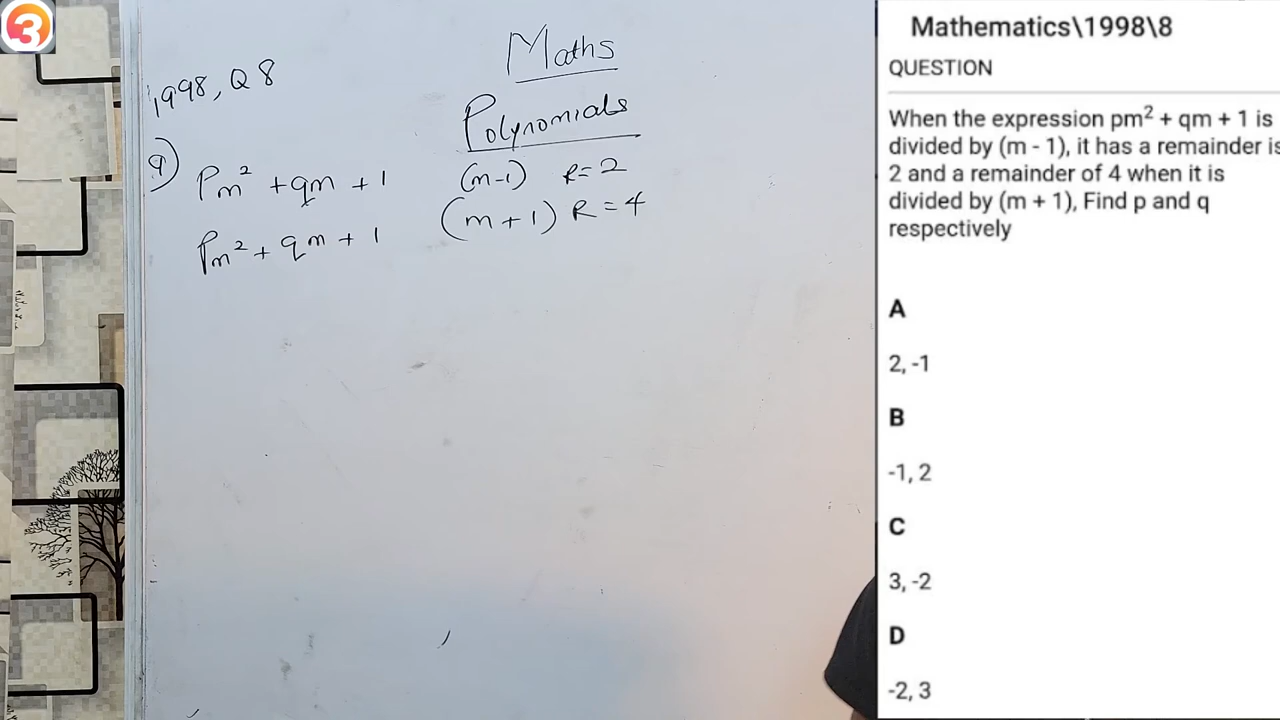 3
1998, Q8
Maths
Polynomials
a)
Pm² + qm + 1 (m-1) R=2
Pm² + qm + 1 (m + 1) R = 4
Mathematics\1998\8
QUESTION
When the expression pm² + qm + 1 is
divided by (m - 1), it has a remainder is
2 and a remainder of 4 when it is
divided by (m + 1), Find p and q
respectively
A
2, -1
B
-1, 2
C
3, -2
D
-2, 3